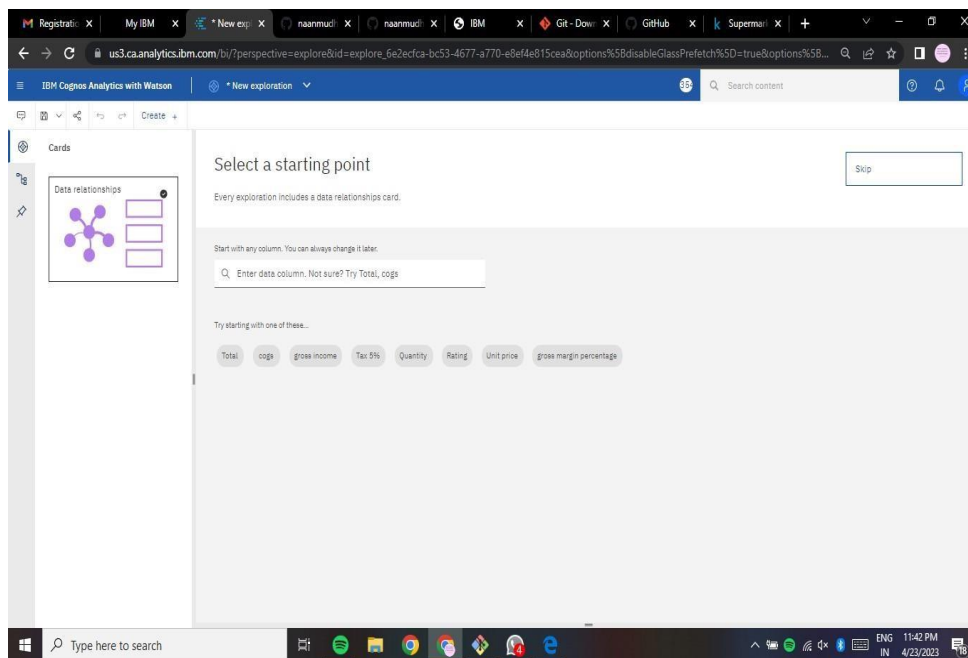 Registratio
My IBM
* New exp
naanmudh
naanmudh
IBM
Git - Dow
GitHub
Supermar
us3.ca.analytics.ibm.com/bi/?perspective=explore&id=explore_6e2ecfca-bc53-4677-a770-e8ef4e815cea&options%5BdisableGlassPrefetch%5D=true&options%5B...
IBM Cognos Analytics with Watson
* New exploration
Search content
Create +
Cards
Data relationships
Select a starting point
Skip
Every exploration includes a data relationships card.
Start with any column. You can always change it later.
Enter data column. Not sure? Try Total, cogs
Try starting with one of these...
Total cogs gross income Tax 5% Quantity Rating Unit price gross margin percentage
Type here to search
ENG 11:42 PM
IN 4/23/2023